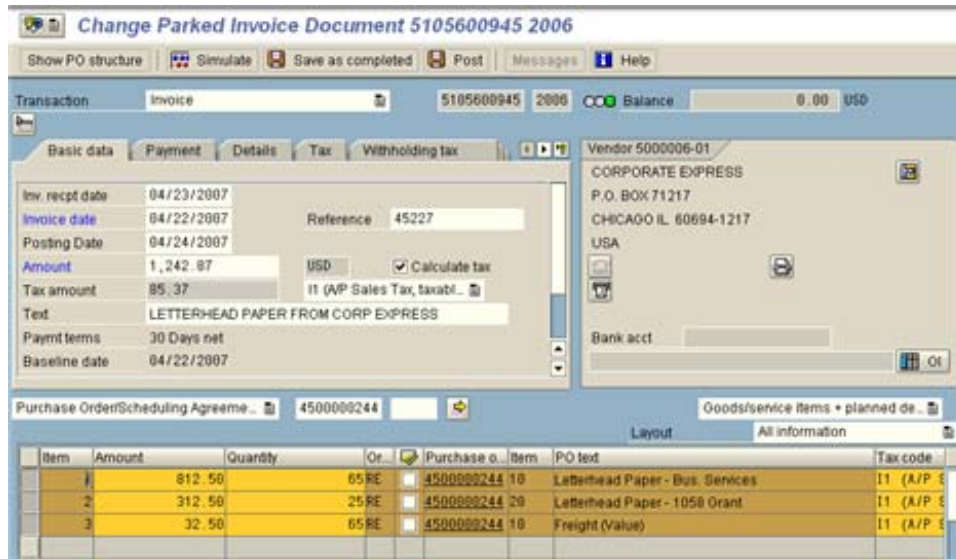 Change Parked Invoice Document 5105600945 2006
Show PO structure Simulate Save as completed Post Messages Help
Transaction Invoice 5105600945 2006 Balance 0.00 USD
Basic data Payment Details Tax Withholding tax
Vendor 5000006-01
CORPORATE EXPRESS
P.O. BOX 71217
CHICAGO IL 60694-1217
USA
Bank acct
OI
Inv. recpt date 04/23/2007
Invoice date 04/22/2007 Reference 45227
Posting Date 04/24/2007
Amount 1,242.87 USD Calculate tax
Tax amount 85.37 I1 (A/P Sales Tax, taxabl..
Text LETTERHEAD PAPER FROM CORP EXPRESS
Paymt terms 30 Days net
Baseline date 04/22/2007
Purchase Order/Scheduling Agreeme.. 4500000244 Goods/service items + planned de..
Layout All information
Item Amount Quantity Or.. Purchase o.. Item PO text Tax code
1 812.50 65 RE 4500000244 10 Letterhead Paper - Bus. Services I1 (A/P S
2 312.50 25 RE 4500000244 20 Letterhead Paper - 1050 Grant I1 (A/P S
3 32.50 65 RE 4500000244 10 Freight (Value) I1 (A/P S